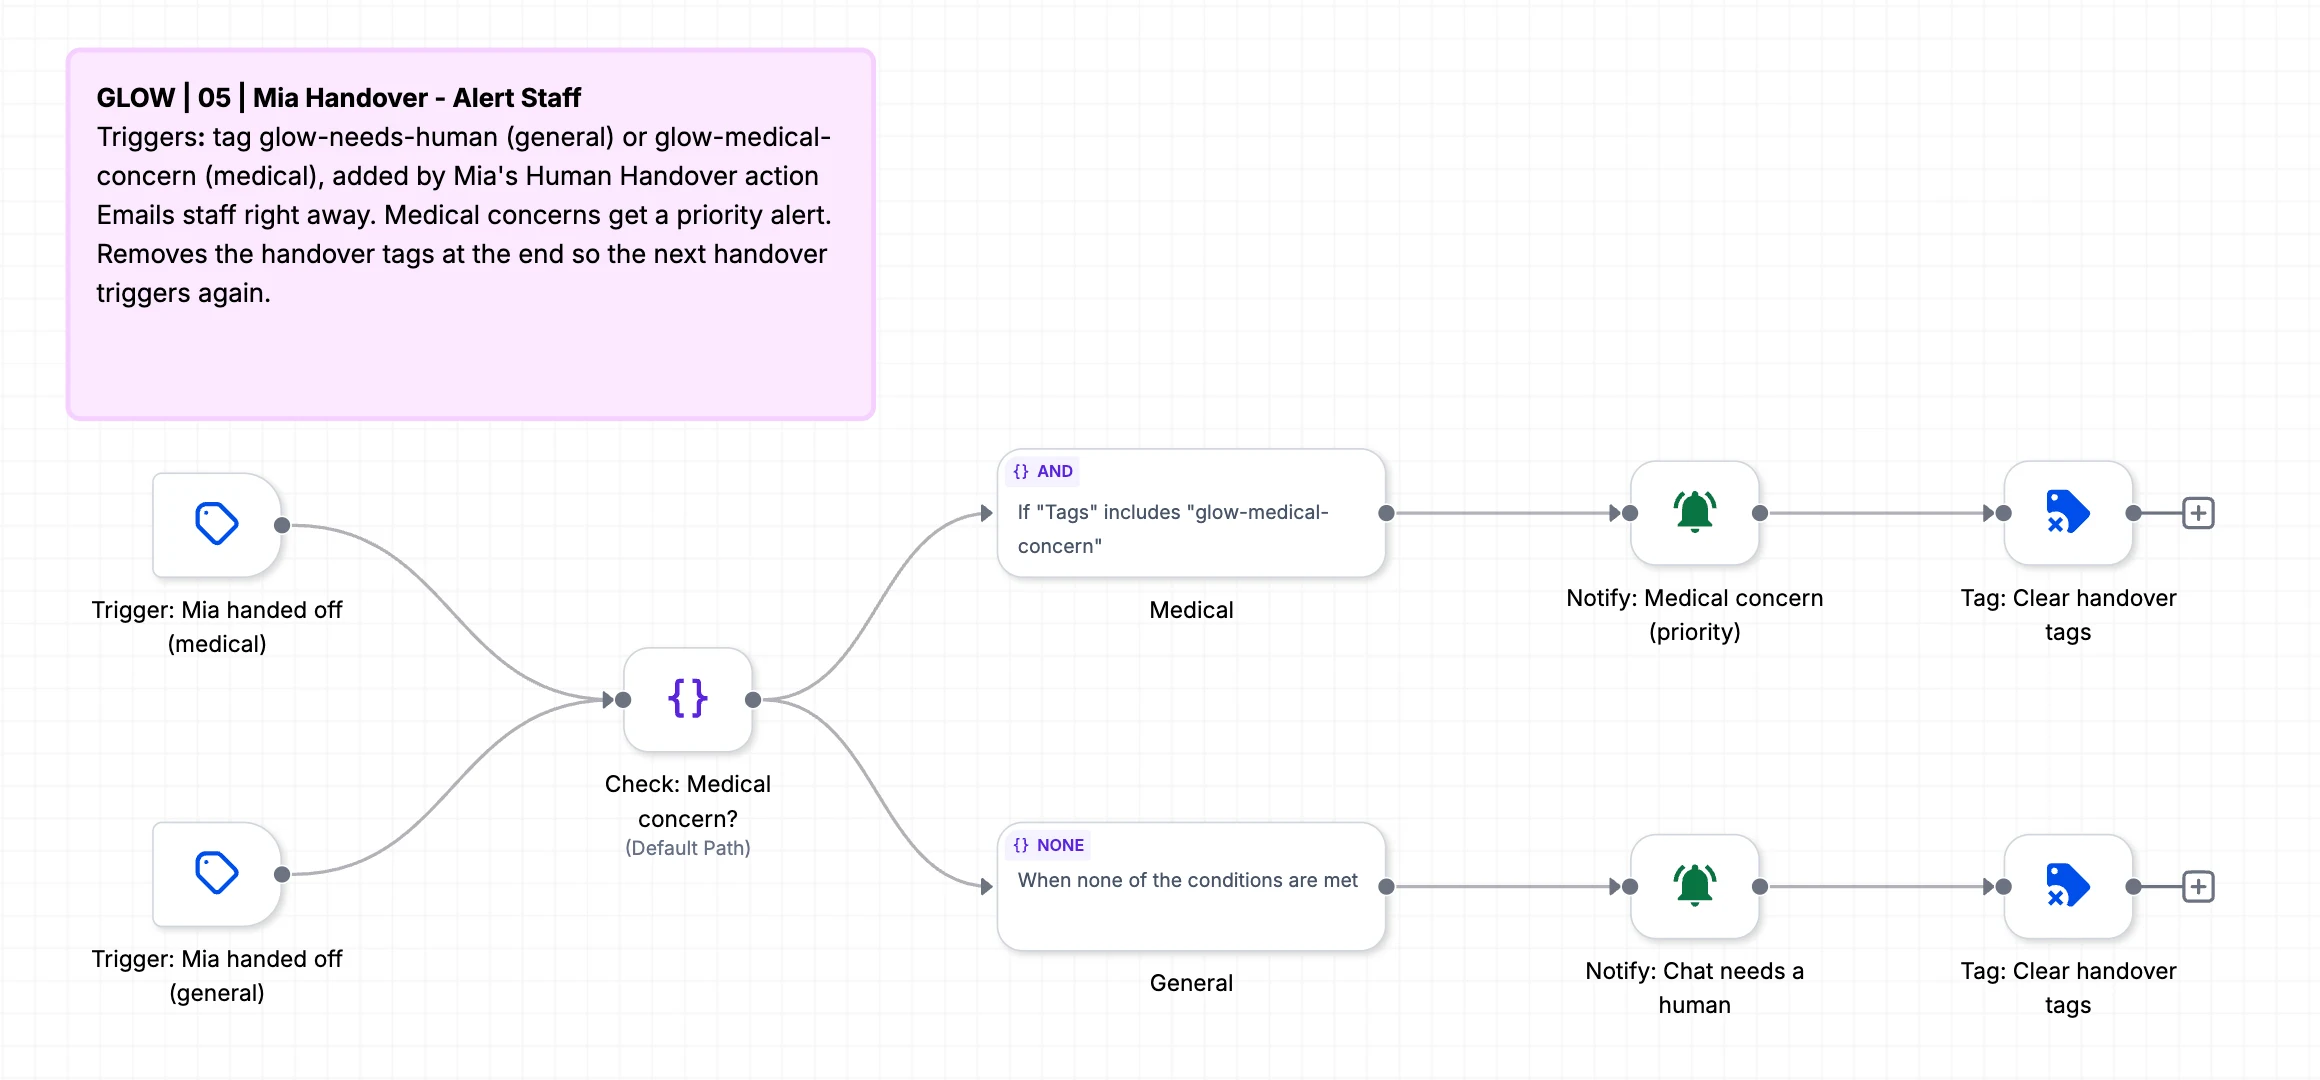 GLOW | 05 | Mia Handover - Alert Staff
Triggers: tag glow-needs-human (general) or glow-medical-
concern (medical), added by Mia's Human Handover action
Emails staff right away. Medical concerns get a priority alert.
Removes the handover tags at the end so the next handover
triggers again.
Trigger: Mia handed off
(medical)
Trigger: Mia handed off
(general)
{}
Check: Medical
concern?
(Default Path)
{} AND
If "Tags" includes "glow-medical-
concern"
Medical
Notify: Medical concern
(priority)
Tag: Clear handover
tags
{} NONE
When none of the conditions are met
General
Notify: Chat needs a
human
Tag: Clear handover
tags